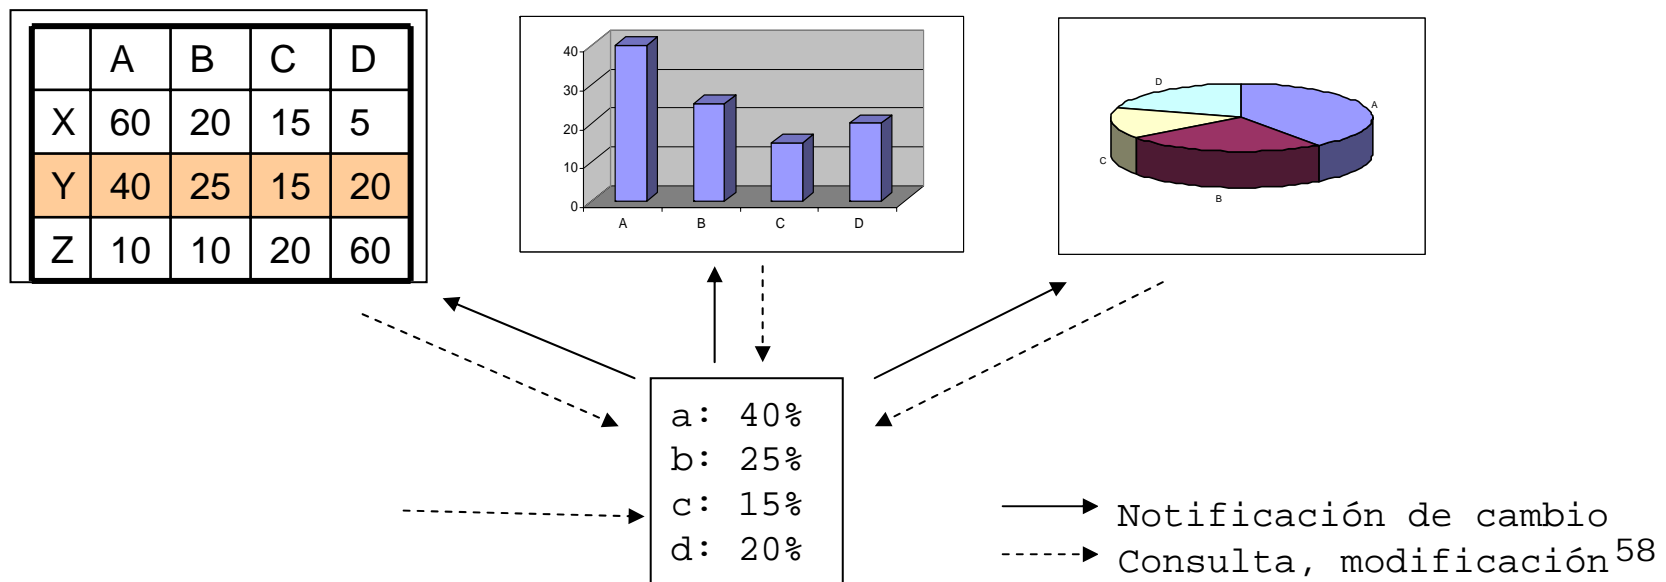 A B C D
X 60 20 15 5
Y 40 25 15 20
Z 10 10 20 60
40
30
20
10
0
A B C D
D
A
C
B
a: 40%
b: 25%
c: 15%
d: 20%
Notificación de cambio
Consulta, modificación
58